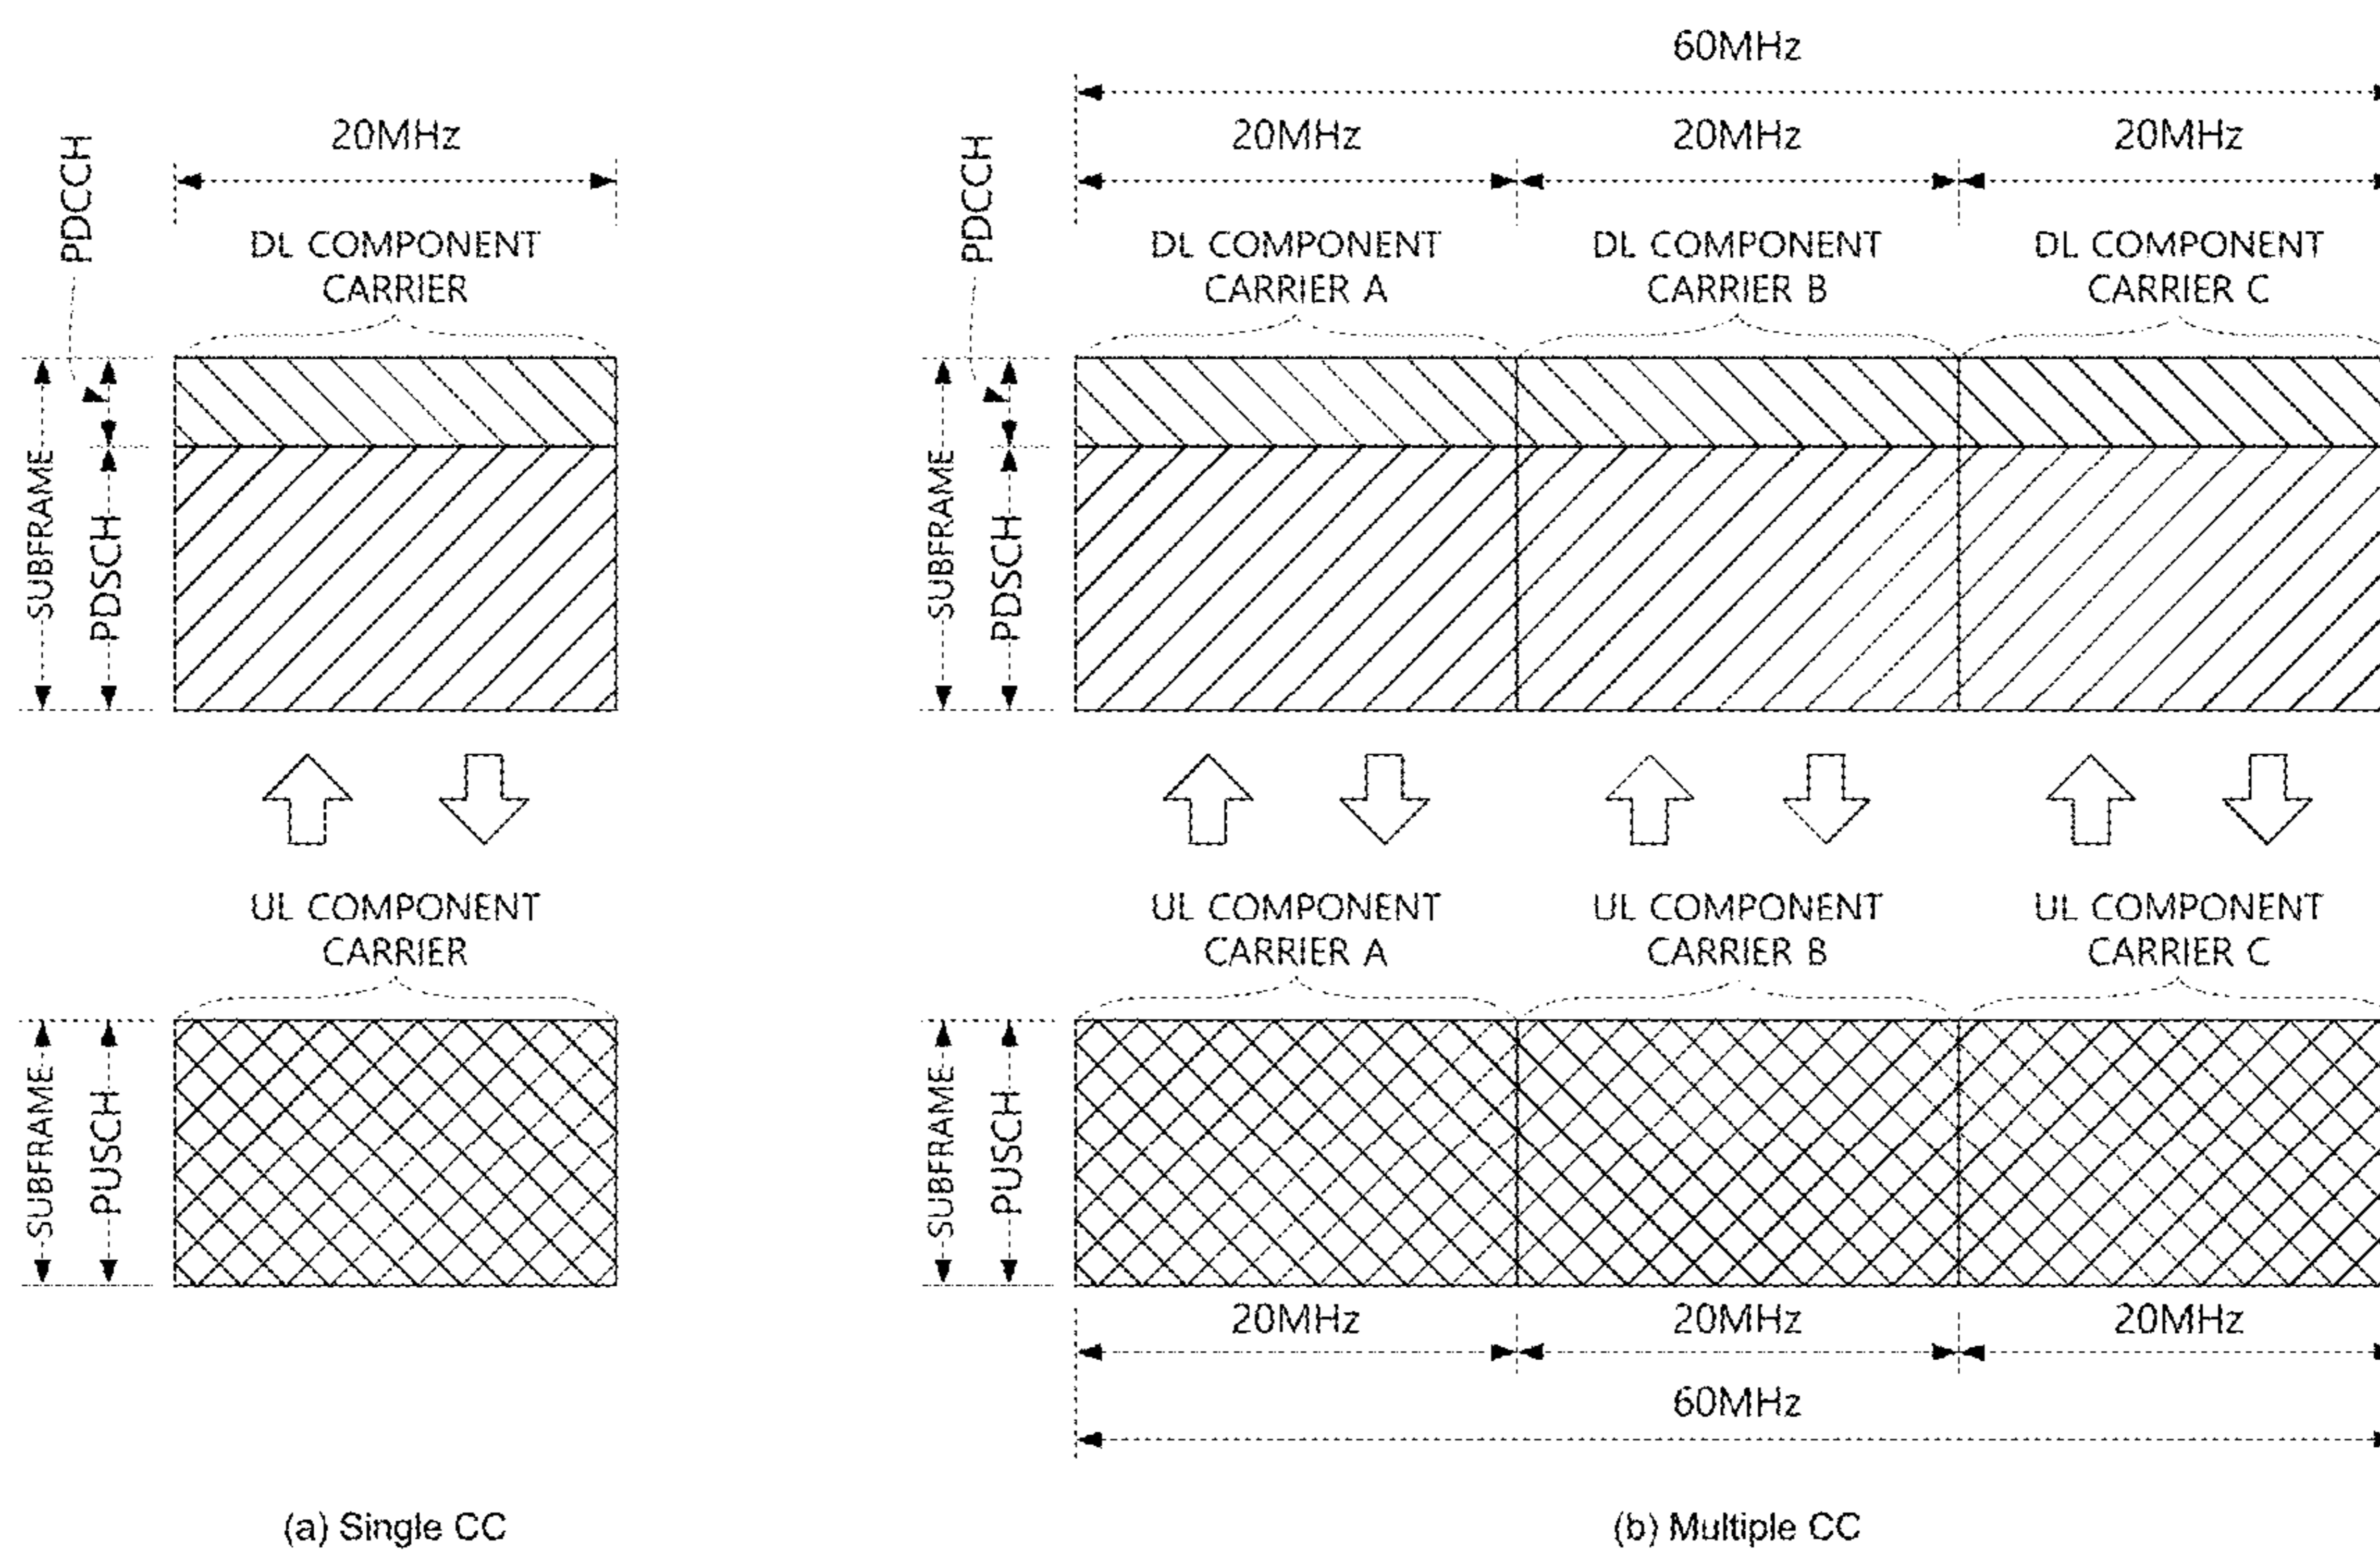 20MHz
PDCCH
DL COMPONENT
CARRIER
SUBFRAME
PDSCH
UL COMPONENT
CARRIER
SUBFRAME
PUSCH
(a) Single CC
60MHz
20MHz
20MHz
20MHz
PDCCH
DL COMPONENT
CARRIER A
DL COMPONENT
CARRIER B
DL COMPONENT
CARRIER C
SUBFRAME
PDSCH
UL COMPONENT
CARRIER A
UL COMPONENT
CARRIER B
UL COMPONENT
CARRIER C
SUBFRAME
PUSCH
20MHz
20MHz
20MHz
60MHz
(b) Multiple CC